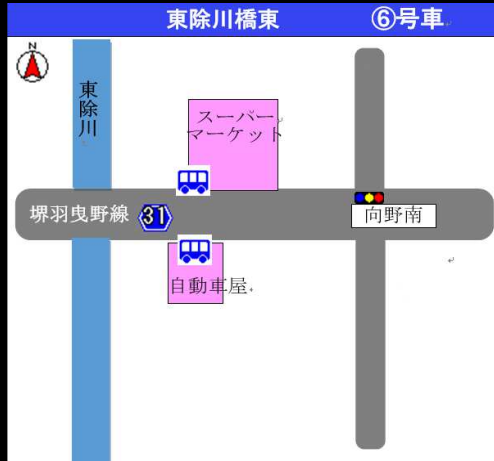 東除川橋東 ⑥号車
N
東除川
スーパー
マーケット
堺羽曳野線 31
向野南
自動車屋